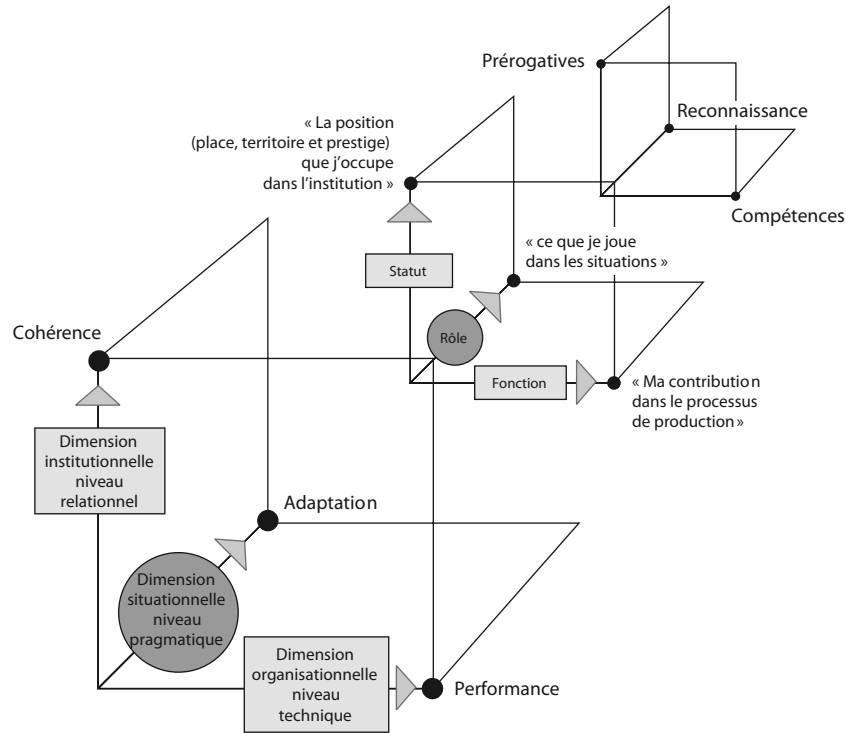 Prérogatives
Reconnaissance
Compétences
« La position
(place, territoire et prestige)
que j’occupe
dans l’institution »
« ce que je joue
dans les situations »
Statut
Rôle
Fonction
« Ma contribution
dans le processus
de production»
Cohérence
Dimension
institutionnelle
niveau
relationnel
Adaptation
Dimension
situationnelle
niveau
pragmatique
Dimension
organisationnelle
niveau
technique
Performance